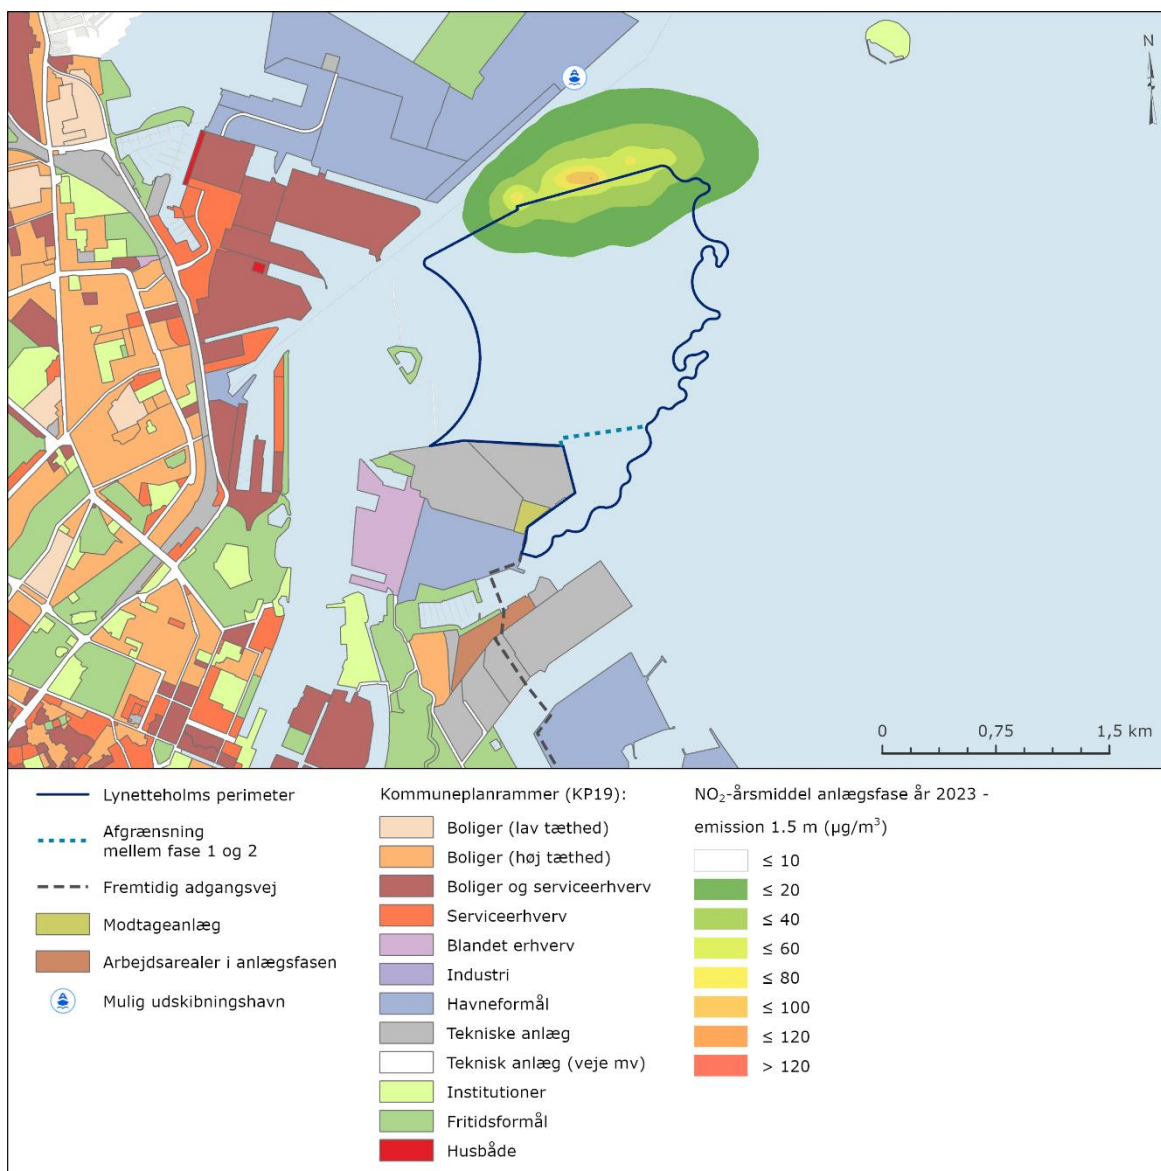 N
0 0,75 1,5 km
Lynetteholms perimeter
Afgrænsning
mellem fase 1 og 2
Fremtidig adgangsvej
Modtageanlæg
Arbejdsarealer i anlægsfasen
Mulig udskibningshavn
Kommuneplanrammer (KP19):
Boliger (lav tæthed)
Boliger (høj tæthed)
Boliger og serviceerhverv
Serviceerhverv
Blandet erhverv
Industri
Havneformål
Tekniske anlæg
Teknisk anlæg (veje mv)
Institutioner
Fritidsformål
Husbåde
NO₂-årsmiddel anlægsfase år 2023 -
emission 1.5 m (µg/m³)
≤ 10
≤ 20
≤ 40
≤ 60
≤ 80
≤ 100
≤ 120
> 120